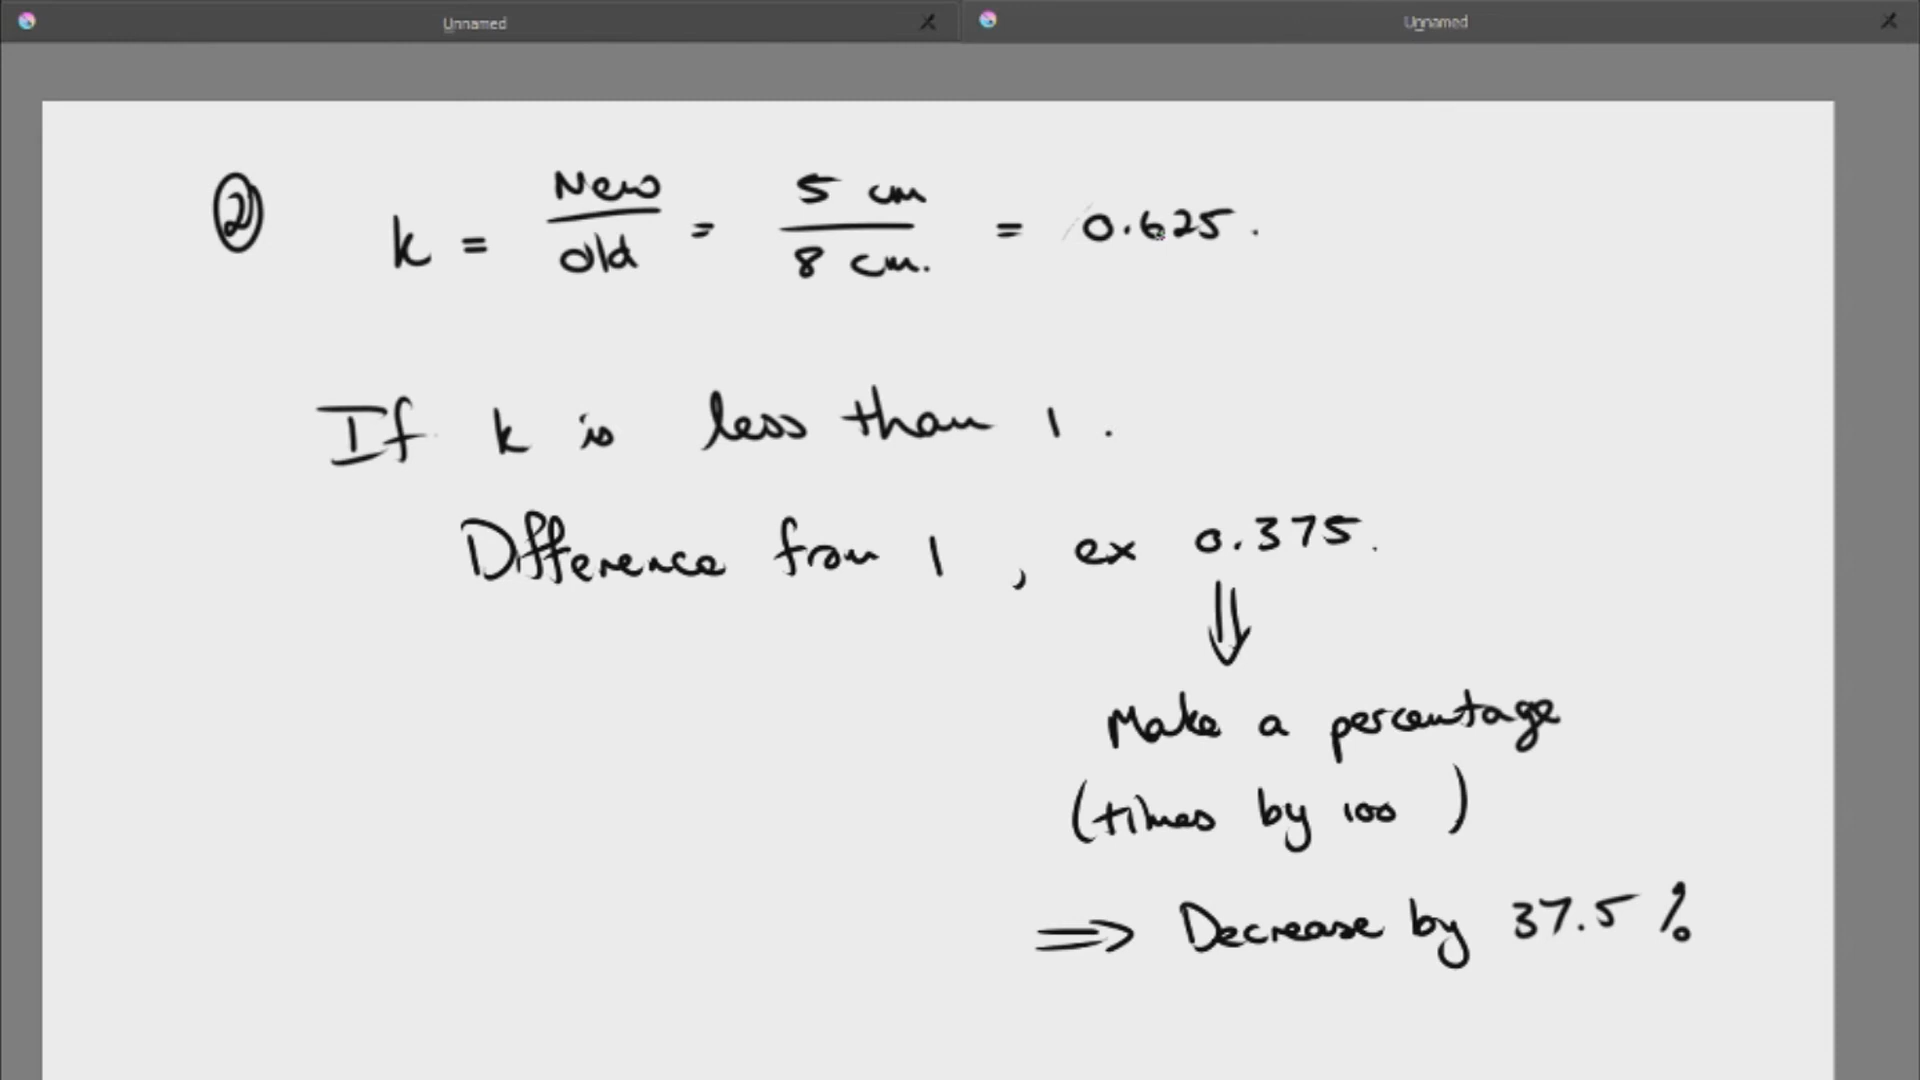 Unnamed
Unnamed
② k = New/old = 5 cm/8 cm. = 0.625.
If k is less than 1.
Difference from 1, ex 0.375.
⇓
Make a percentage
(times by 100)
⇒ Decrease by 37.5%